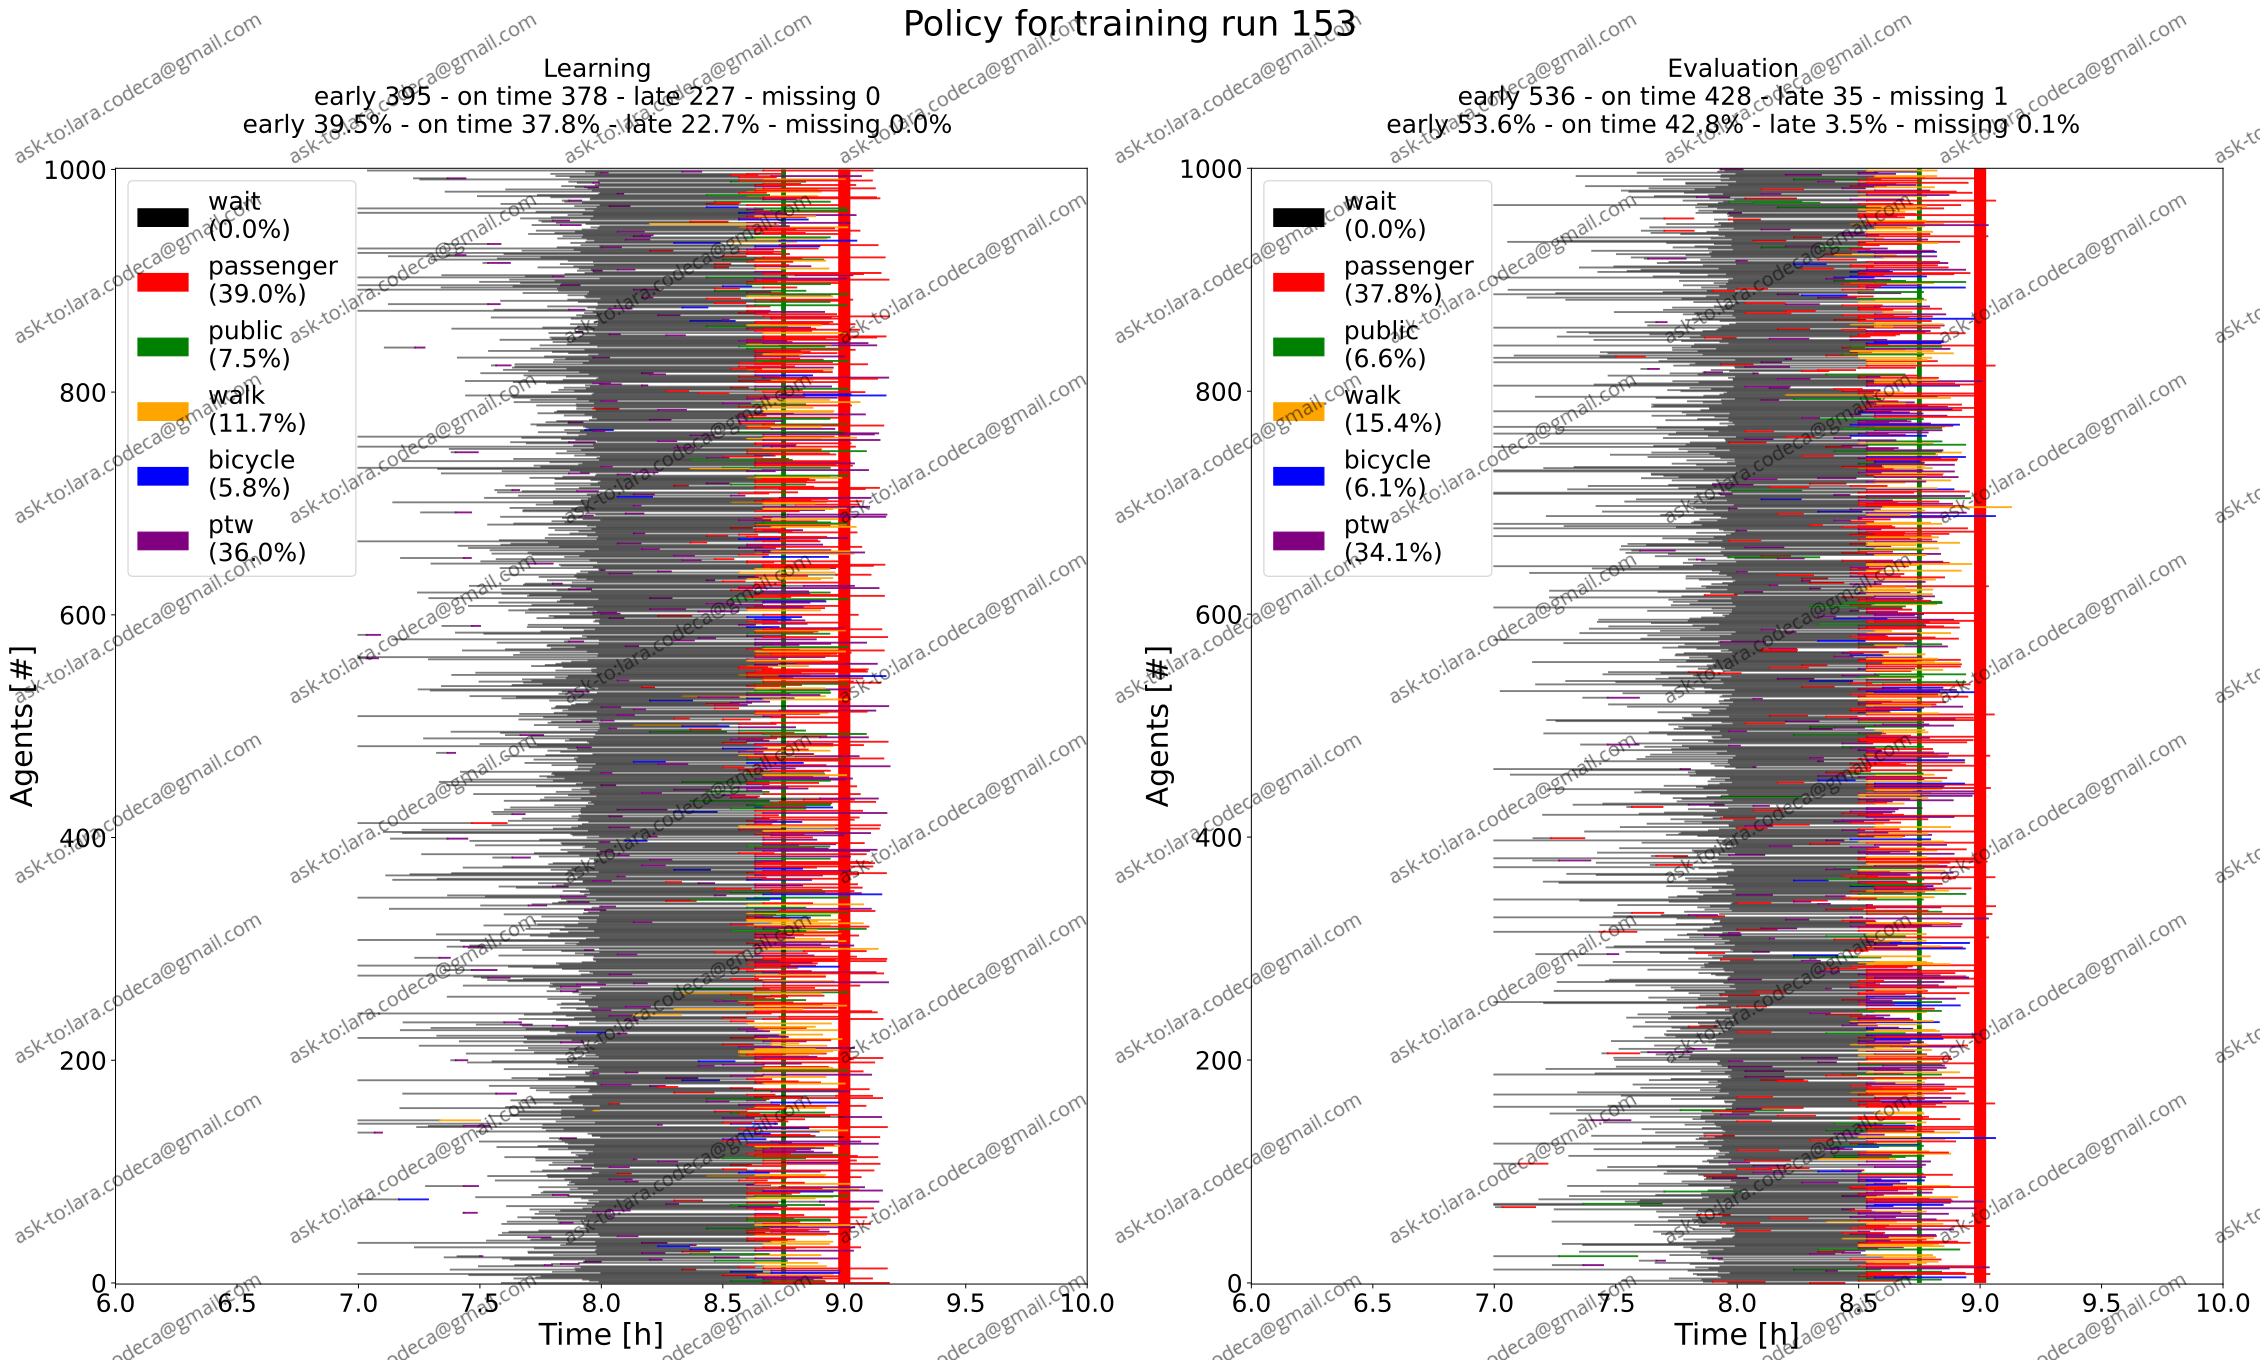 Policy for training run 153
Learning
early 395 - on time 378 - late 227 - missing 0
early 39.5% - on time 37.8% - late 22.7% - missing 0.0%
Evaluation
early 536 - on time 428 - late 35 - missing 1
early 53.6% - on time 42.8% - late 3.5% - missing 0.1%
wait
(0.0%)
passenger
(39.0%)
public
(7.5%)
walk
(11.7%)
bicycle
(5.8%)
ptw
(36.0%)
wait
(0.0%)
passenger
(37.8%)
public
(6.6%)
walk
(15.4%)
bicycle
(6.1%)
ptw
(34.1%)
Agents [#]
1000
800
600
400
200
0
6.0 6.5 7.0 7.5 8.0 8.5 9.0 9.5 10.0
Time [h]
Agents [#]
1000
800
600
400
200
0
6.0 6.5 7.0 7.5 8.0 8.5 9.0 9.5 10.0
Time [h]
ask-to:lara.codeca@gmail.com